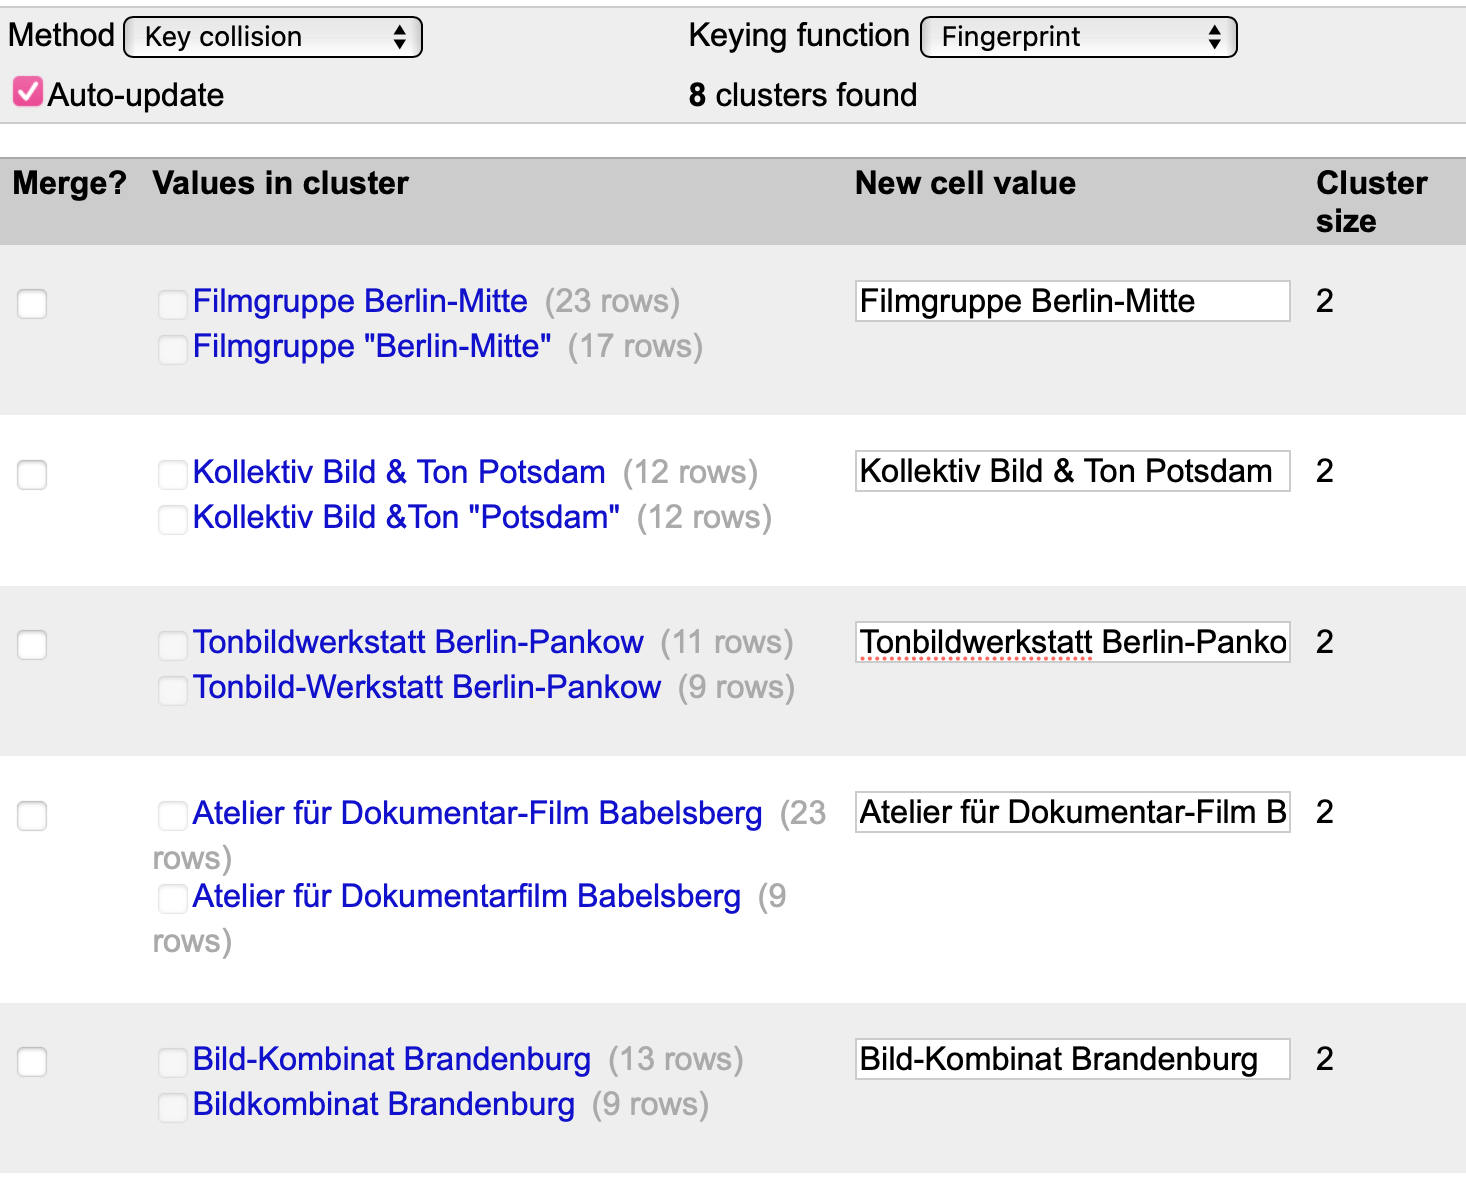 Method Key collision Keying function Fingerprint
Auto-update 8 clusters found
Merge? Values in cluster New cell value Cluster
size
Filmgruppe Berlin-Mitte (23 rows) Filmgruppe Berlin-Mitte 2
Filmgruppe "Berlin-Mitte" (17 rows)
Kollektiv Bild & Ton Potsdam (12 rows) Kollektiv Bild & Ton Potsdam 2
Kollektiv Bild &Ton "Potsdam" (12 rows)
Tonbildwerkstatt Berlin-Pankow (11 rows) Tonbildwerkstatt Berlin-Panko 2
Tonbild-Werkstatt Berlin-Pankow (9 rows)
Atelier für Dokumentar-Film Babelsberg (23 Atelier für Dokumentar-Film B 2
rows)
Atelier für Dokumentarfilm Babelsberg (9
rows)
Bild-Kombinat Brandenburg (13 rows) Bild-Kombinat Brandenburg 2
Bildkombinat Brandenburg (9 rows)